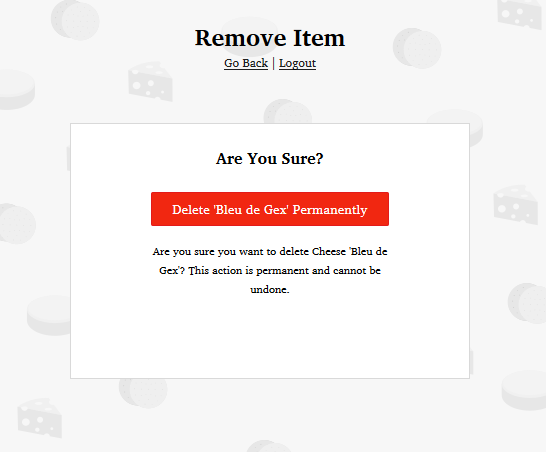 Remove Item
Go Back | Logout
Are You Sure?
Delete 'Bleu de Gex' Permanently
Are you sure you want to delete Cheese 'Bleu de
Gex'? This action is permanent and cannot be
undone.